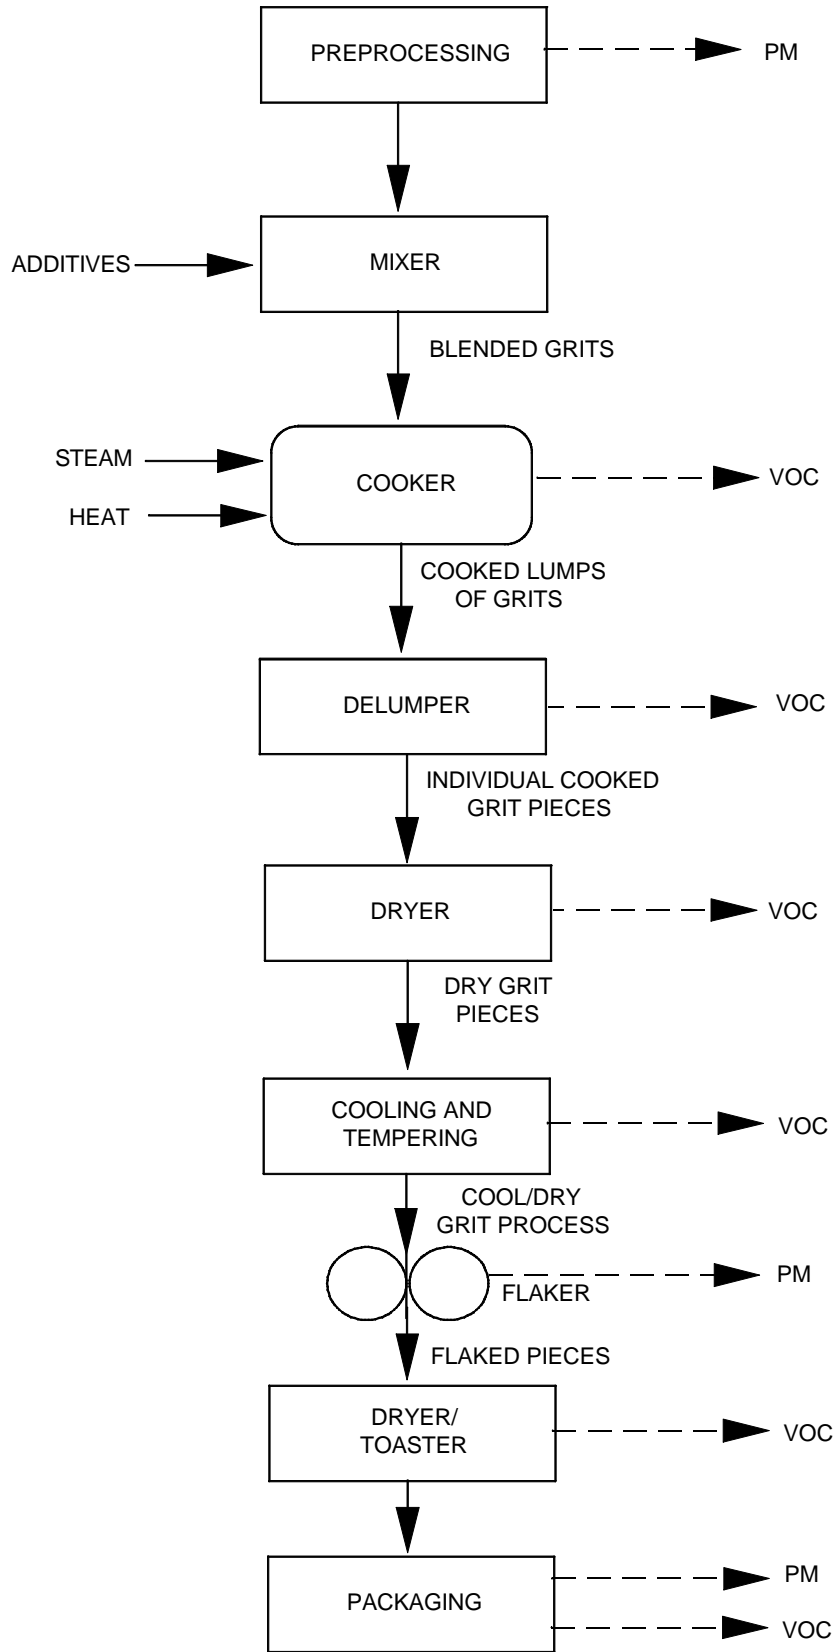 PREPROCESSING
PM
ADDITIVES
MIXER
BLENDED GRITS
STEAM
HEAT
COOKER
VOC
COOKED LUMPS
OF GRITS
DELUMPER
VOC
INDIVIDUAL COOKED
GRIT PIECES
DRYER
VOC
DRY GRIT
PIECES
COOLING AND
TEMPERING
VOC
COOL/DRY
GRIT PROCESS
FLAKER
PM
FLAKED PIECES
DRYER/
TOASTER
VOC
PACKAGING
PM
VOC